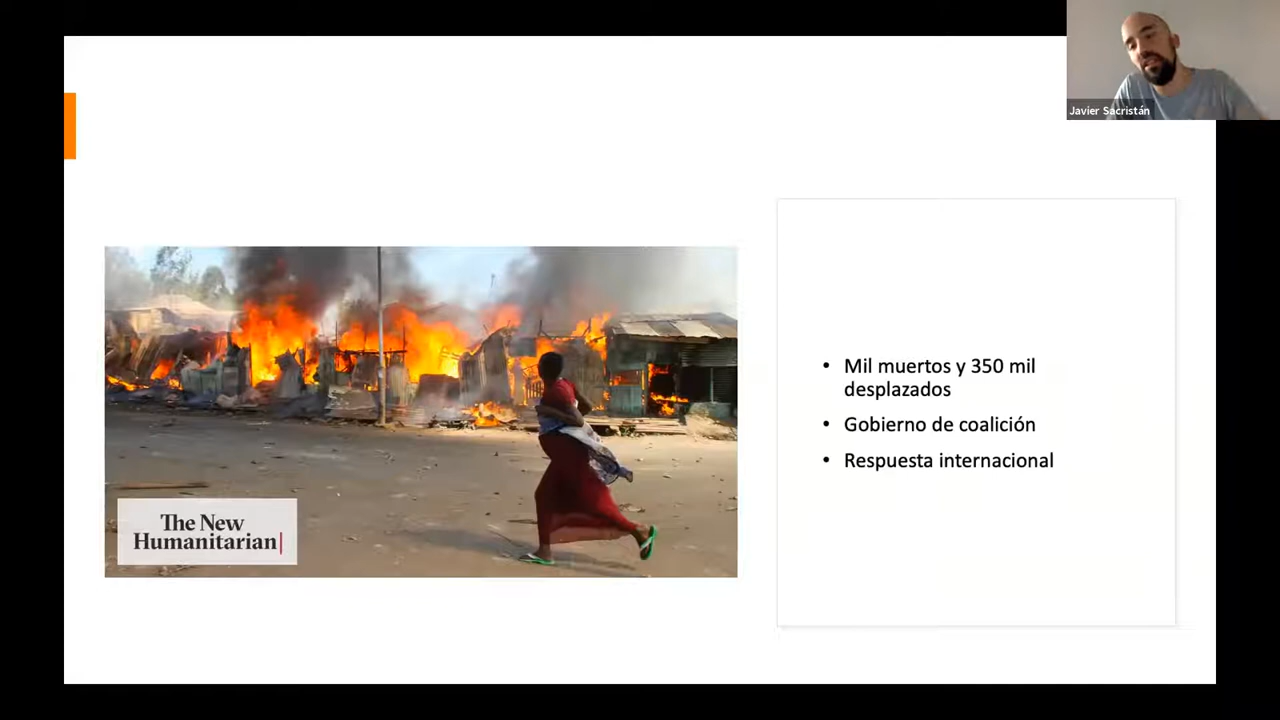 Javier Sacristán
The New
Humanitarian
• Mil muertos y 350 mil
desplazados
• Gobierno de coalición
• Respuesta internacional